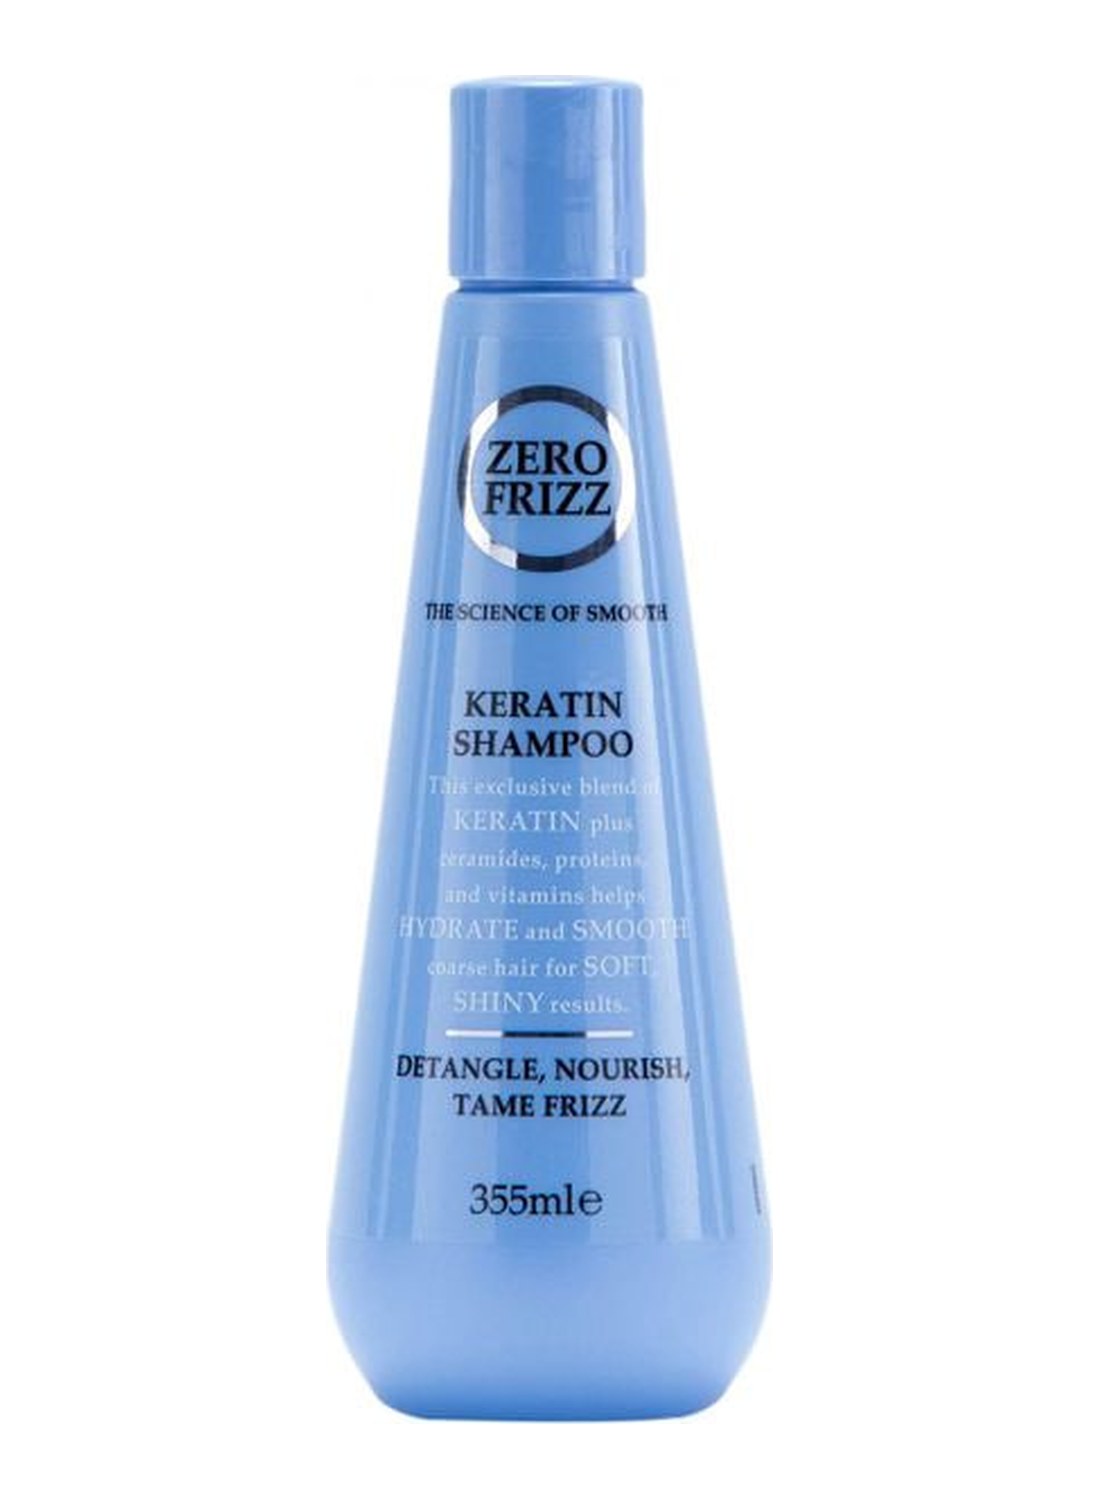 ZERO
FRIZZ
THE SCIENCE OF SMOOTH
KERATIN
SHAMPOO
This exclusive blend of
KERATIN plus
ceramides, proteins,
and vitamins helps
HYDRATE and SMOOTH
coarse hair for SOFT,
SHINY results.
DETANGLE, NOURISH,
TAME FRIZZ
355ml℮